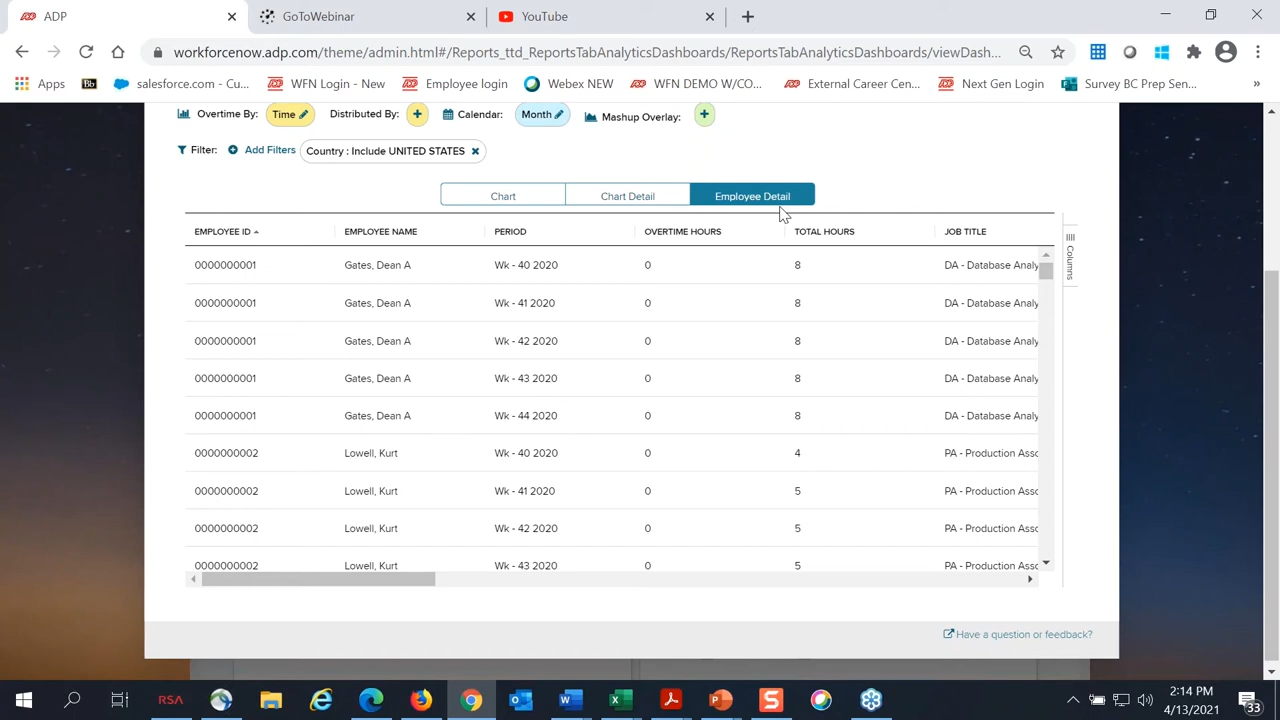 ADP
GoToWebinar
YouTube
workforcenow.adp.com/theme/admin.html#/Reports_ttd_ReportsTabAnalyticsDashboards/ReportsTabAnalyticsDashboards/viewDash...
Apps
Bb
salesforce.com - Cu...
WFN Login - New
Employee login
Webex NEW
WFN DEMO W/CO...
External Career Cen...
Next Gen Login
Survey BC Prep Sen...
»
Overtime By: Time
Distributed By: +
Calendar: Month
Mashup Overlay: +
Filter: Add Filters Country : Include UNITED STATES ×
Chart Chart Detail Employee Detail
EMPLOYEE ID EMPLOYEE NAME PERIOD OVERTIME HOURS TOTAL HOURS JOB TITLE
0000000001 Gates, Dean A Wk - 40 2020 0 8 DA - Database Analy
0000000001 Gates, Dean A Wk - 41 2020 0 8 DA - Database Analy
0000000001 Gates, Dean A Wk - 42 2020 0 8 DA - Database Analy
0000000001 Gates, Dean A Wk - 43 2020 0 8 DA - Database Analy
0000000001 Gates, Dean A Wk - 44 2020 0 8 DA - Database Analy
0000000002 Lowell, Kurt Wk - 40 2020 0 4 PA - Production Asso
0000000002 Lowell, Kurt Wk - 41 2020 0 5 PA - Production Asso
0000000002 Lowell, Kurt Wk - 42 2020 0 5 PA - Production Asso
0000000002 Lowell, Kurt Wk - 43 2020 0 5 PA - Production Asso
Columns
Have a question or feedback?
RSA
2:14 PM
4/13/2021
33